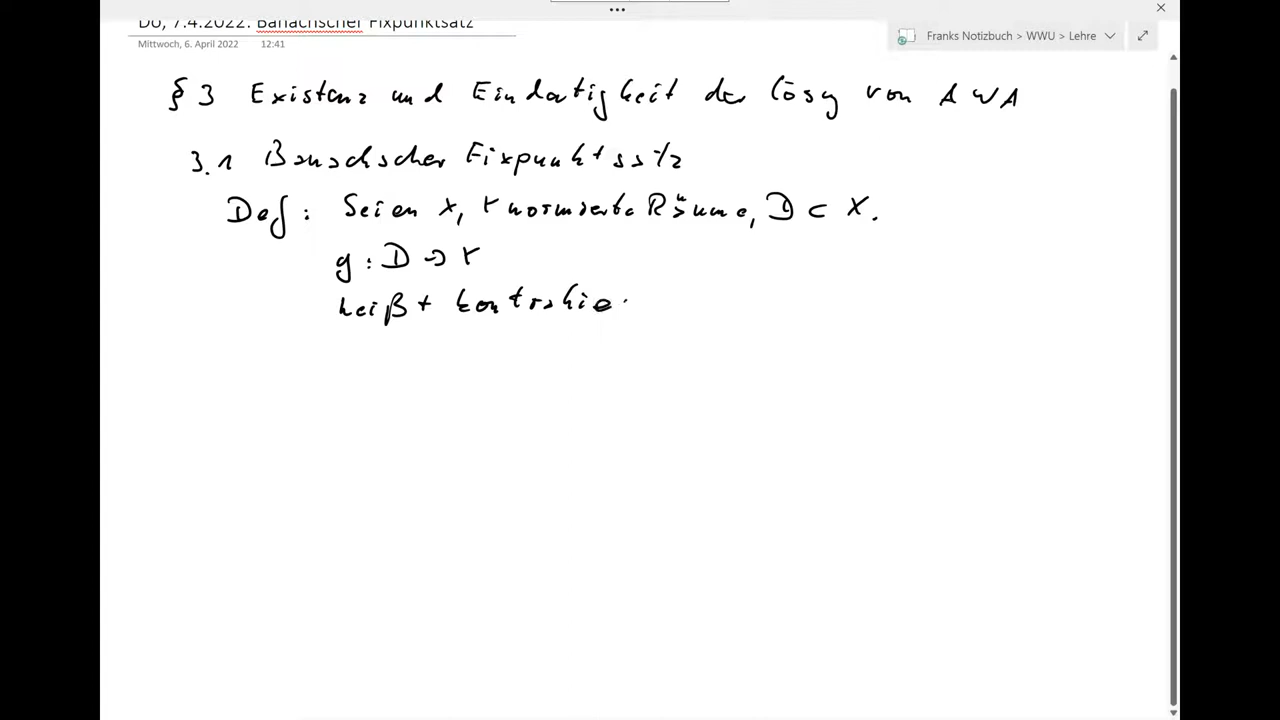 Do, 7.4.2022: Banachscher Fixpunktsatz
Mittwoch, 6. April 2022 12:41
Franks Notizbuch > WWU > Lehre
§ 3 Existenz und Eindeutigkeit der Lösg von AWA
3.1 Banachscher Fixpunktssatz
Def: Seien X, Y normierte Räume, D ⊂ X.
g : D → Y
heißt kontrahie